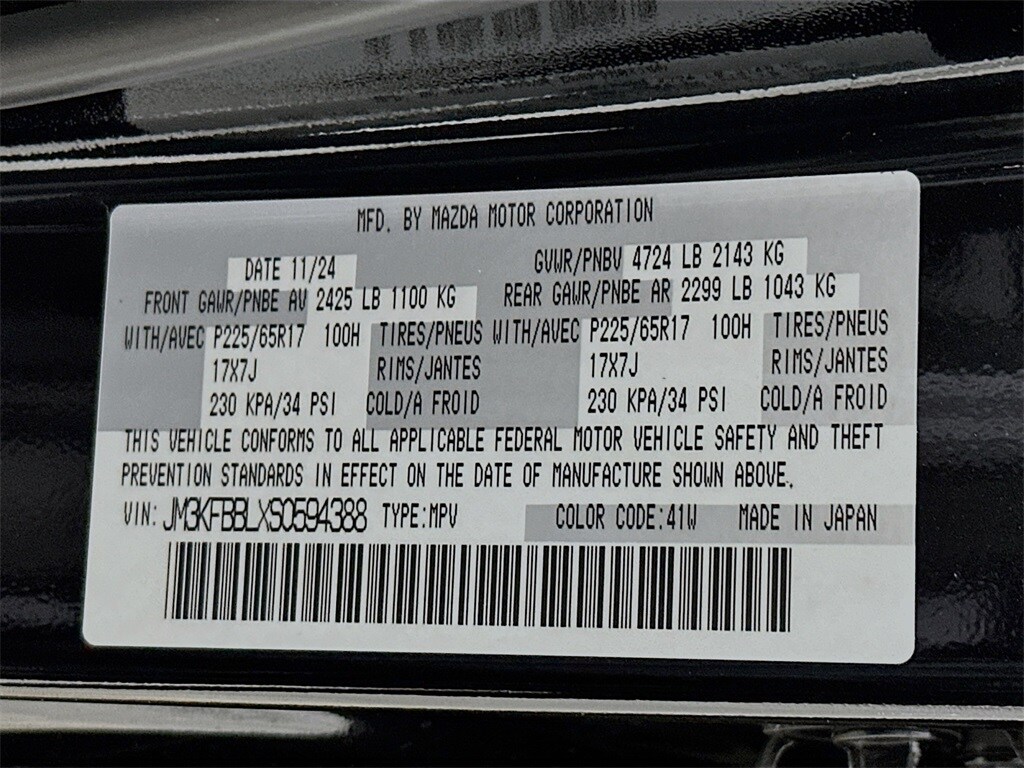 MFD. BY MAZDA MOTOR CORPORATION
DATE 11/24 GVWR/PNBV 4724 LB 2143 KG
FRONT GAWR/PNBE AV 2425 LB 1100 KG REAR GAWR/PNBE AR 2299 LB 1043 KG
WITH/AVEC P225/65R17 100H TIRES/PNEUS WITH/AVEC P225/65R17 100H TIRES/PNEUS
17X7J RIMS/JANTES 17X7J RIMS/JANTES
230 KPA/34 PSI COLD/A FROID 230 KPA/34 PSI COLD/A FROID
THIS VEHICLE CONFORMS TO ALL APPLICABLE FEDERAL MOTOR VEHICLE SAFETY AND THEFT
PREVENTION STANDARDS IN EFFECT ON THE DATE OF MANUFACTURE SHOWN ABOVE.
VIN: JM3KFBBLXS0594388 TYPE:MPV COLOR CODE:41W MADE IN JAPAN